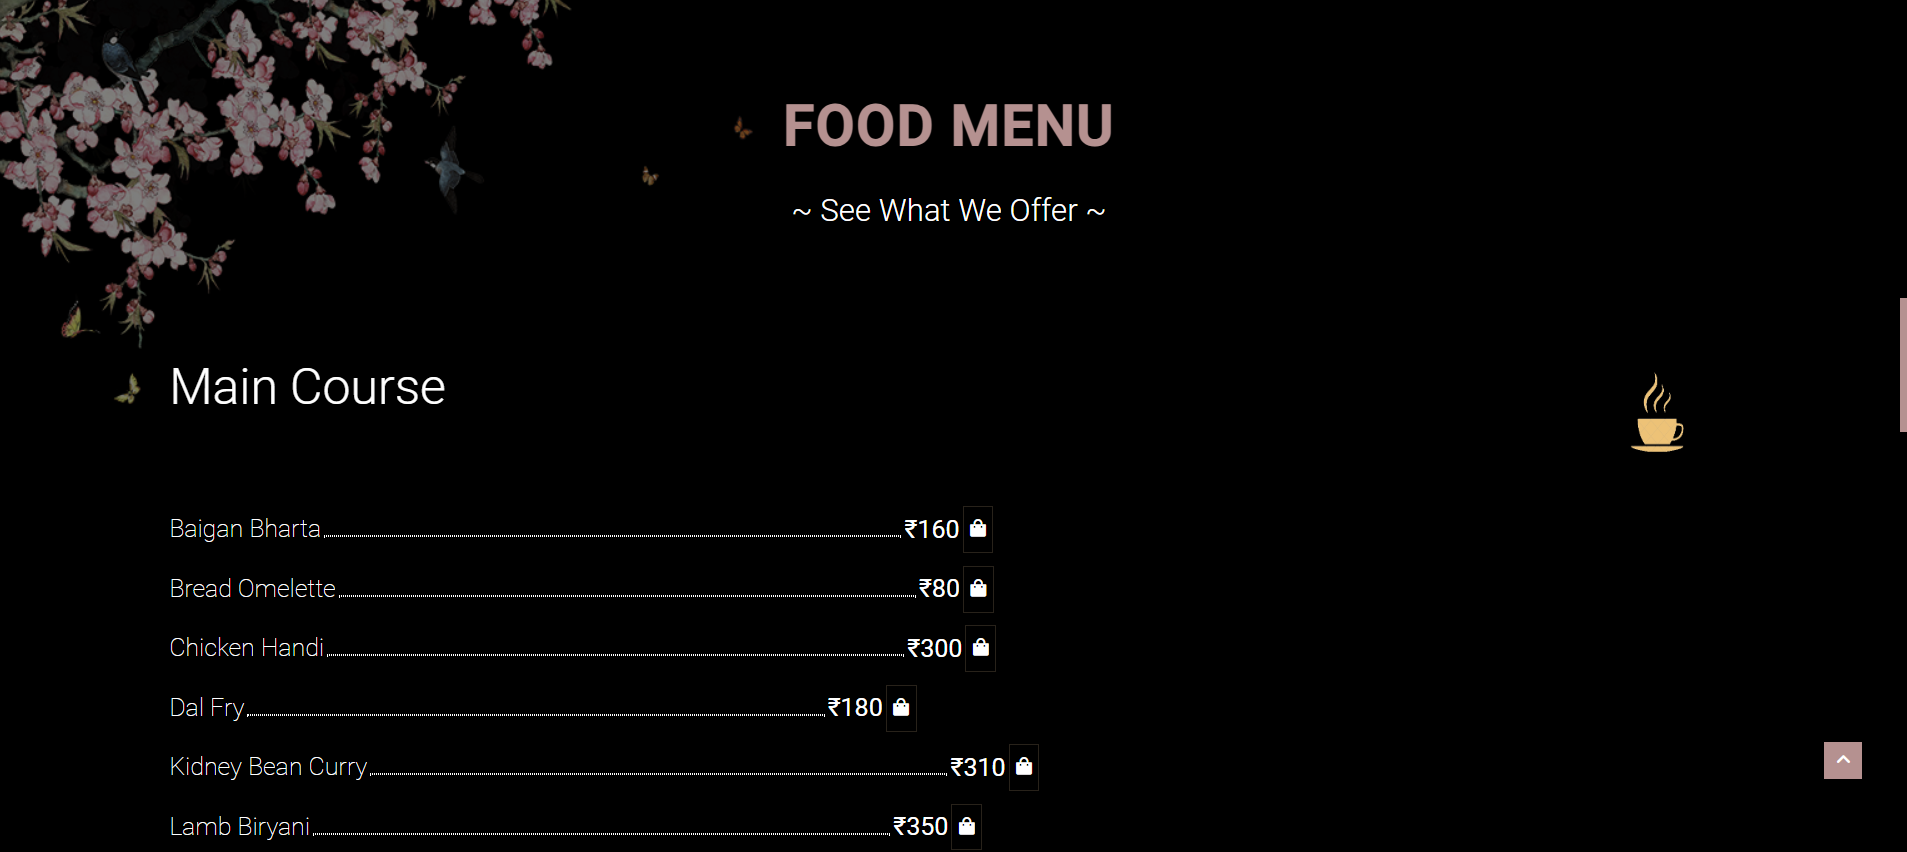 FOOD MENU
~ See What We Offer ~
Main Course
Baigan Bharta ₹160
Bread Omelette ₹80
Chicken Handi ₹300
Dal Fry ₹180
Kidney Bean Curry ₹310
Lamb Biryani ₹350